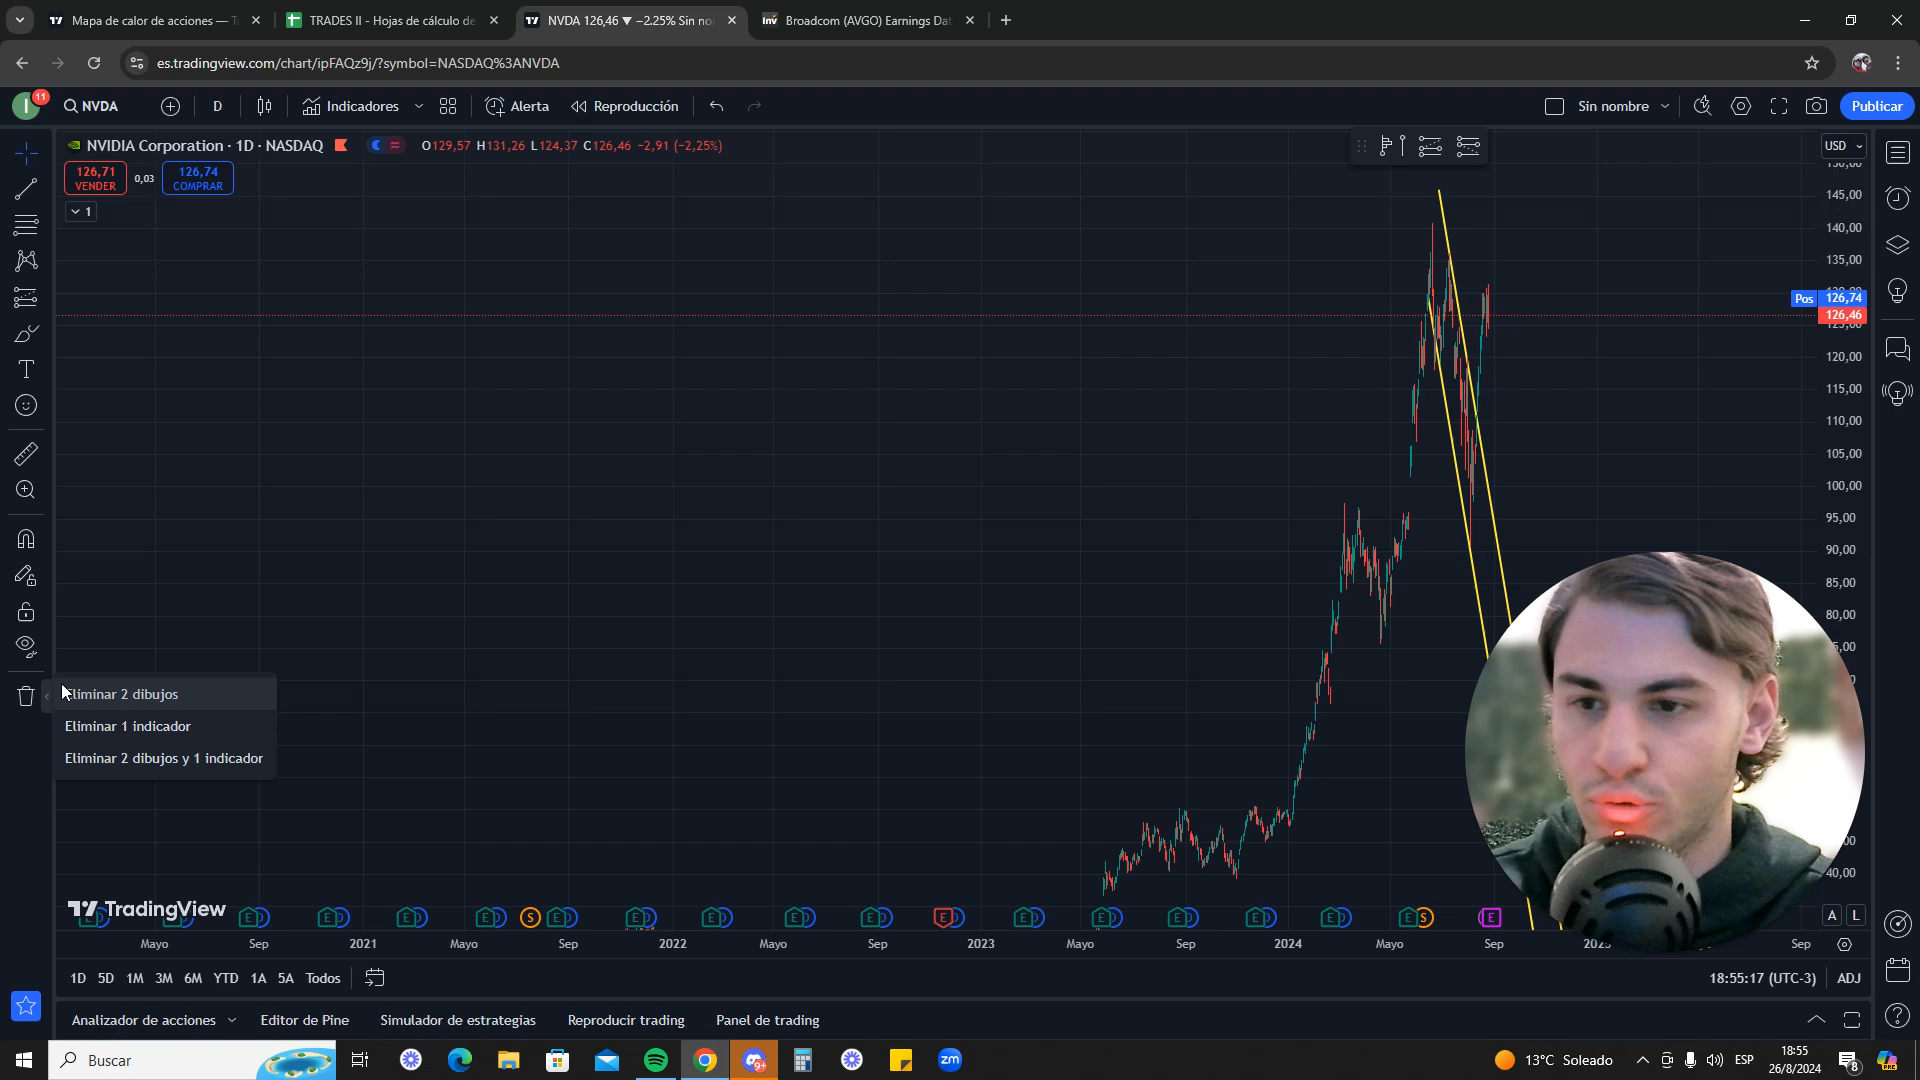 Mapa de calor de acciones — T
TRADES II - Hojas de cálculo de
NVDA 126,46 ▼ −2.25% Sin no
Inv
Broadcom (AVGO) Earnings Dat
es.tradingview.com/chart/ipFAQz9j/?symbol=NASDAQ%3ANVDA
I
11
NVDA
D
Indicadores
Alerta
Reproducción
Sin nombre
Publicar
NVIDIA Corporation · 1D · NASDAQ
O129,57 H131,26 L124,37 C126,46 −2,91 (−2,25%)
USD
126,71
VENDER
0,03
126,74
COMPRAR
1
145,00
140,00
135,00
Pos 126,74
126,46
120,00
115,00
110,00
105,00
100,00
95,00
90,00
85,00
80,00
Eliminar 2 dibujos
Eliminar 1 indicador
Eliminar 2 dibujos y 1 indicador
40,00
TradingView
A L
Mayo Sep 2021 Mayo Sep 2022 Mayo Sep 2023 Mayo Sep 2024 Mayo Sep 2025 Sep
1D 5D 1M 3M 6M YTD 1A 5A Todos
18:55:17 (UTC-3)
ADJ
Analizador de acciones
Editor de Pine
Simulador de estrategias
Reproducir trading
Panel de trading
Buscar
9+
zm
13°C Soleado
ESP
18:55
26/8/2024
8